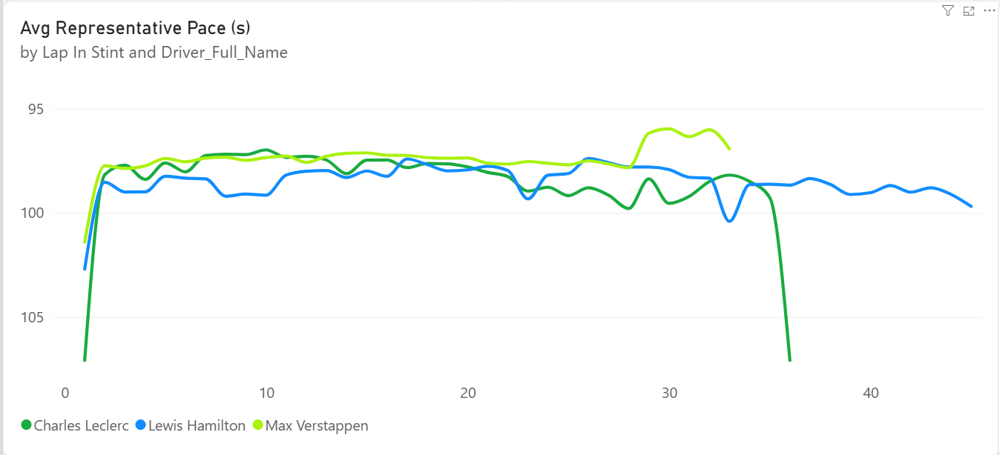 Avg Representative Pace (s)
by Lap In Stint and Driver_Full_Name
95
100
105
0 10 20 30 40
Charles Leclerc Lewis Hamilton Max Verstappen